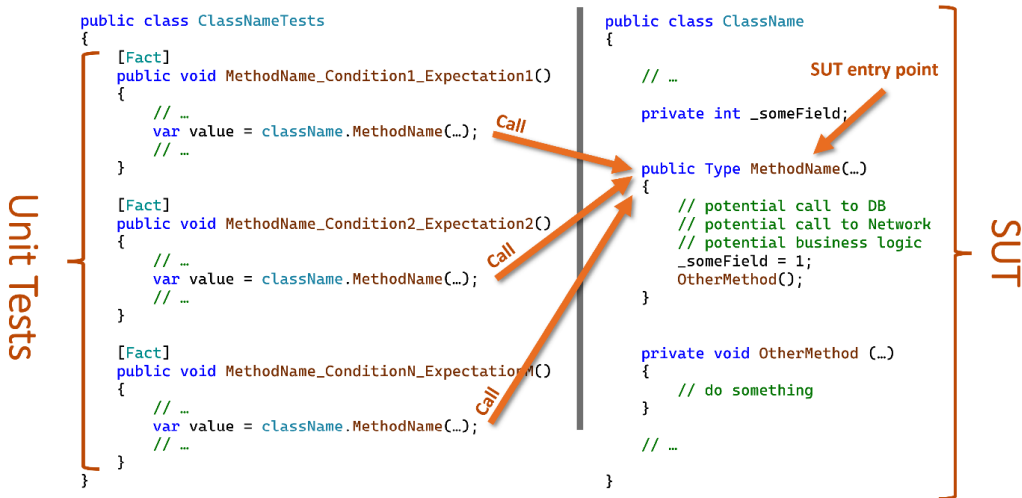 Unit Tests
public class ClassNameTests
{
[Fact]
public void MethodName_Condition1_Expectation1()
{
// …
var value = className.MethodName(…);
// …
}
[Fact]
public void MethodName_Condition2_Expectation2()
{
// …
var value = className.MethodName(…);
// …
}
[Fact]
public void MethodName_ConditionN_ExpectationM()
{
// …
var value = className.MethodName(…);
// …
}
}
Call
Call
Call
public class ClassName
{
// …
SUT entry point
private int _someField;
public Type MethodName(…)
{
// potential call to DB
// potential call to Network
// potential business logic
_someField = 1;
OtherMethod();
}
private void OtherMethod (…)
{
// do something
}
// …
}
SUT